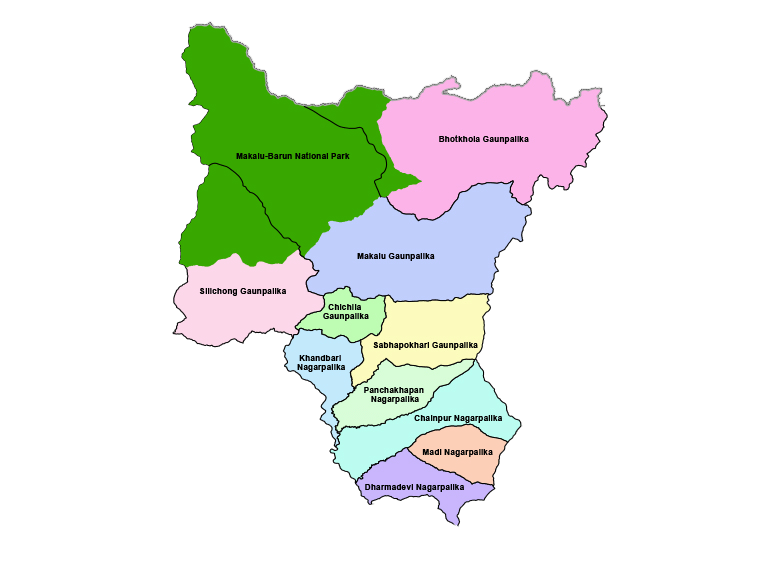 Bhotkhola Gaunpalika
Makalu-Barun National Park
Makalu Gaunpalika
Silichong Gaunpalika
Chichila
Gaunpalika
Sabhapokhari Gaunpalika
Khandbari
Nagarpalika
Panchakhapan
Nagarpalika
Chainpur Nagarpalika
Madi Nagarpalika
Dharmadevi Nagarpalika